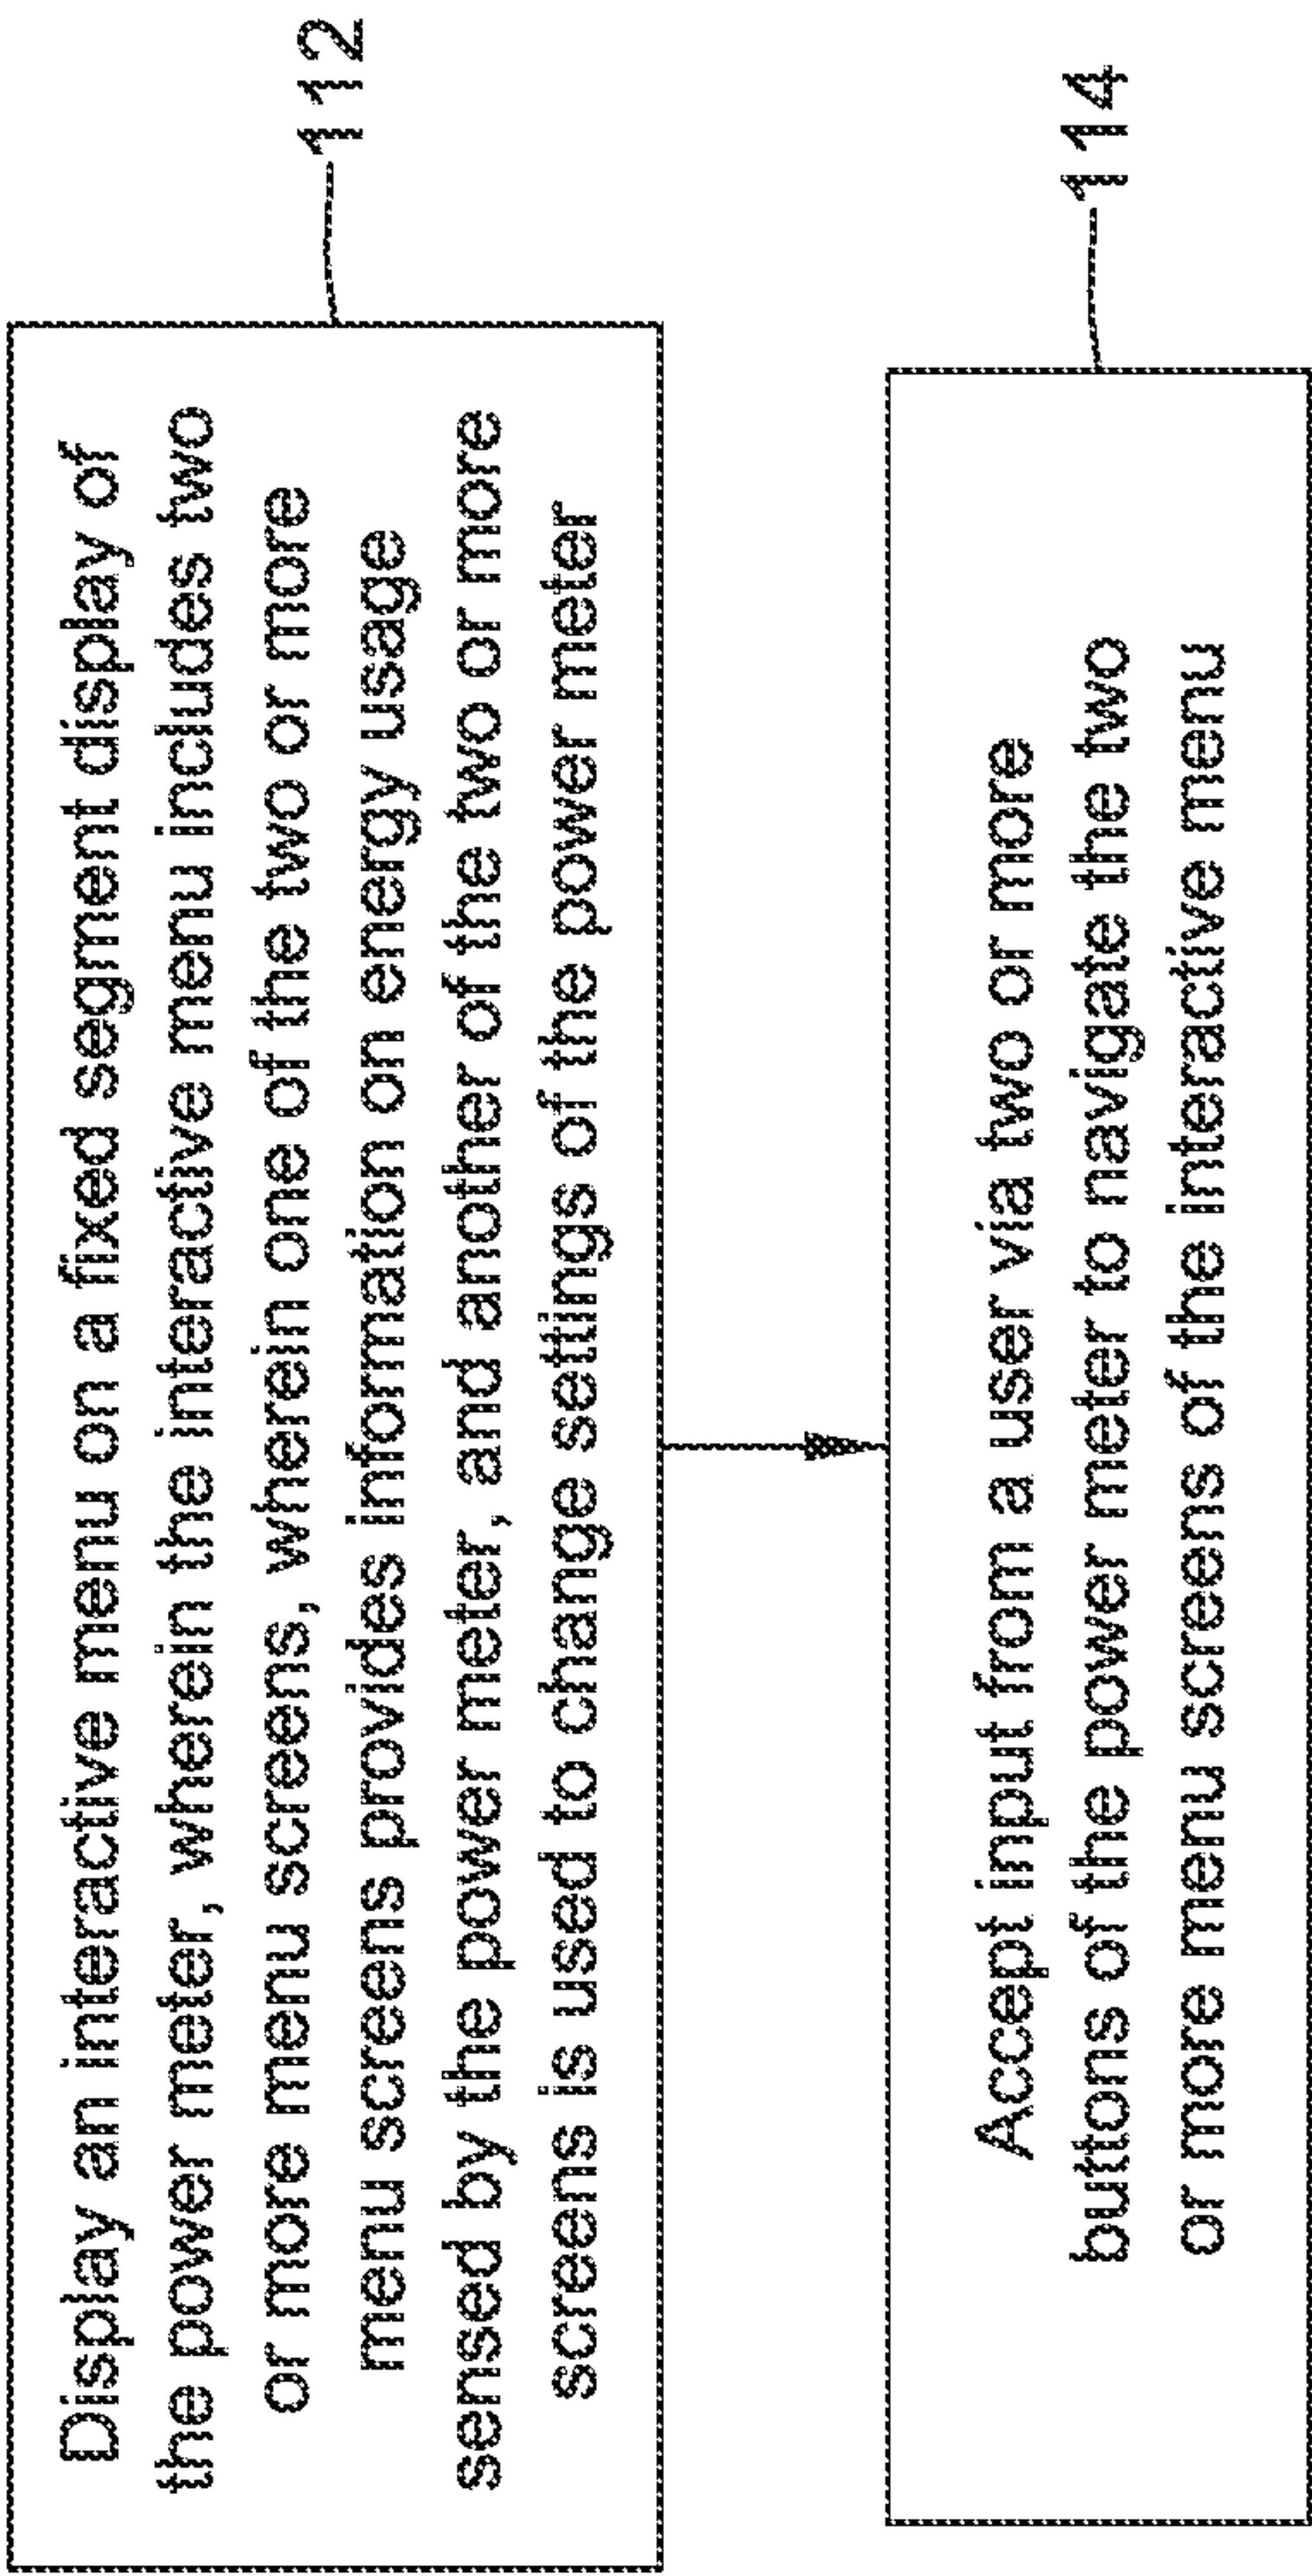 Display an interactive menu on a fixed segment display of
the power meter, wherein the interactive menu includes two
or more menu screens, wherein one of the two or more
menu screens provides information on energy usage
sensed by the power meter, and another of the two or more
screens is used to change settings of the power meter
112
Accept input from a user via two or more
buttons of the power meter to navigate the two
or more menu screens of the interactive menu
114